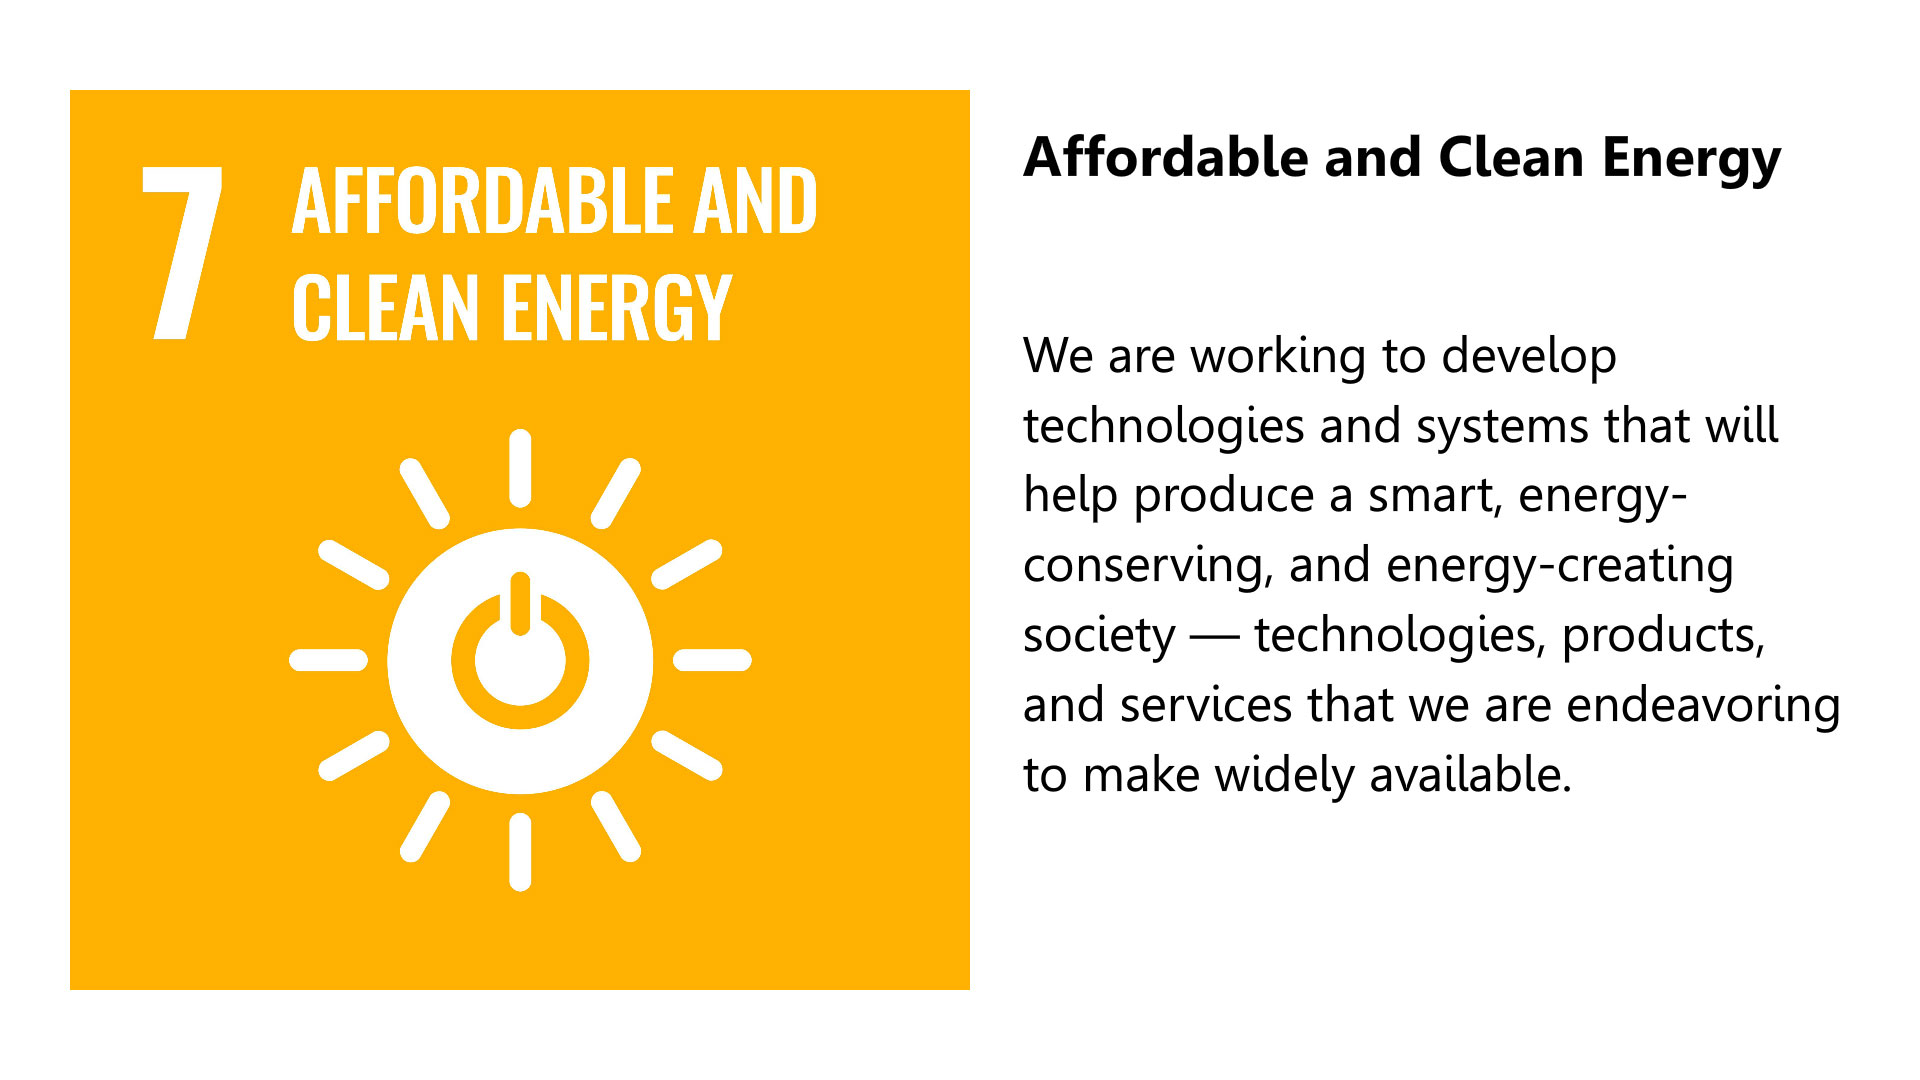 7
AFFORDABLE AND
CLEAN ENERGY
Affordable and Clean Energy
We are working to develop
technologies and systems that will
help produce a smart, energy-
conserving, and energy-creating
society — technologies, products,
and services that we are endeavoring
to make widely available.